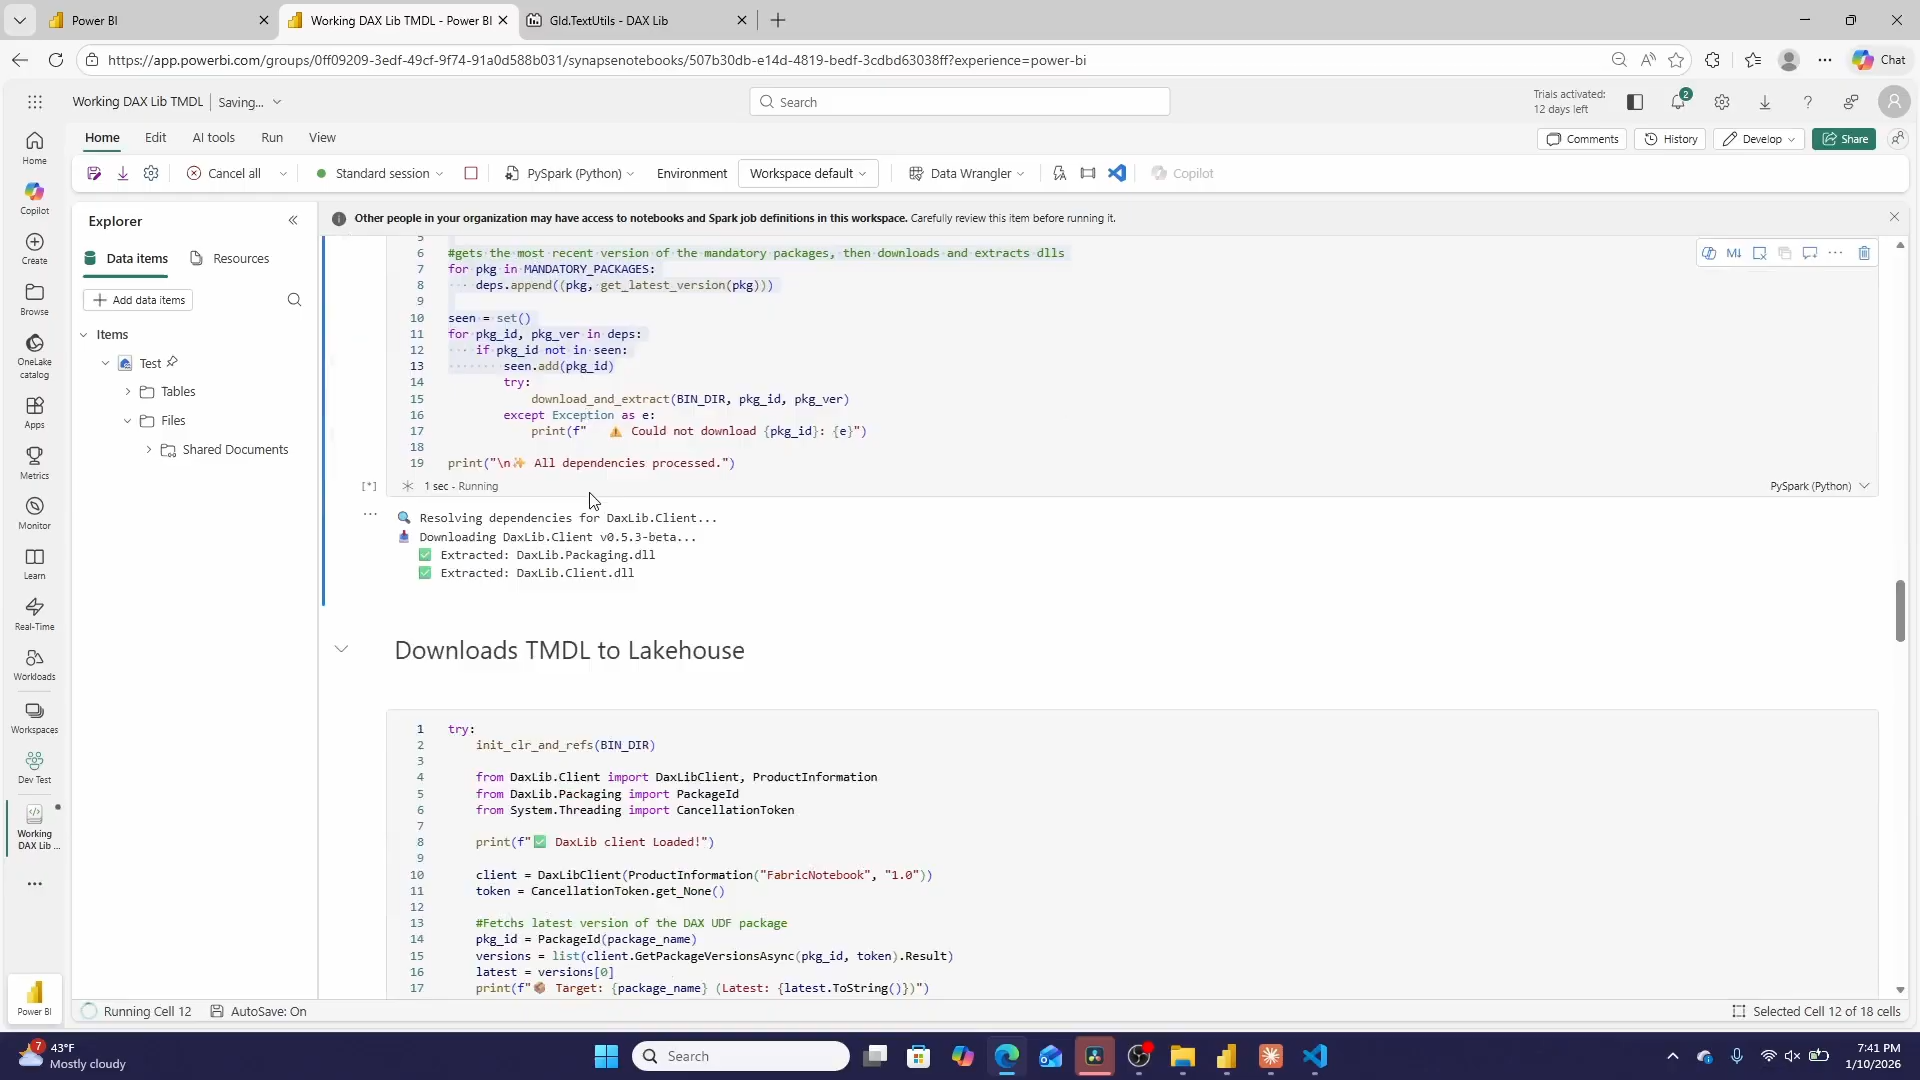 Power BI
Working DAX Lib TMDL - Power BI
Gld.TextUtils - DAX Lib
https://app.powerbi.com/groups/0ff09209-3edf-49cf-9f74-91a0d588b031/synapsenotebooks/507b30db-e14d-4819-bedf-3cdbd63038ff?experience=power-bi
Chat
Working DAX Lib TMDL | Saving...
Search
Trials activated:
12 days left
2
Home
Edit
AI tools
Run
View
Comments
History
Develop
Share
Cancel all
Standard session
PySpark (Python)
Environment
Workspace default
Data Wrangler
Copilot
Home
Copilot
Create
Browse
OneLake
catalog
Apps
Metrics
Monitor
Learn
Real-Time
Workloads
Workspaces
Dev Test
Working
DAX Lib ...
Power BI
Explorer
Data items
Resources
Add data items
Items
Test
Tables
Files
Shared Documents
Other people in your organization may have access to notebooks and Spark job definitions in this workspace. Carefully review this item before running it.
5
6 #gets the most recent version of the mandatory packages, then downloads and extracts dlls
7 for pkg in MANDATORY_PACKAGES:
8 deps.append((pkg, get_latest_version(pkg)))
9
10 seen = set()
11 for pkg_id, pkg_ver in deps:
12 if pkg_id not in seen:
13 seen.add(pkg_id)
14 try:
15 download_and_extract(BIN_DIR, pkg_id, pkg_ver)
16 except Exception as e:
17 print(f" ⚠️ Could not download {pkg_id}: {e}")
18
19 print("\n✨ All dependencies processed.")
[*]
1 sec - Running
PySpark (Python)
🔍 Resolving dependencies for DaxLib.Client...
📥 Downloading DaxLib.Client v0.5.3-beta...
✅ Extracted: DaxLib.Packaging.dll
✅ Extracted: DaxLib.Client.dll
Downloads TMDL to Lakehouse
1 try:
2 init_clr_and_refs(BIN_DIR)
3
4 from DaxLib.Client import DaxLibClient, ProductInformation
5 from DaxLib.Packaging import PackageId
6 from System.Threading import CancellationToken
7
8 print(f"✅ DaxLib client Loaded!")
9
10 client = DaxLibClient(ProductInformation("FabricNotebook", "1.0"))
11 token = CancellationToken.get_None()
12
13 #Fetchs latest version of the DAX UDF package
14 pkg_id = PackageId(package_name)
15 versions = list(client.GetPackageVersionsAsync(pkg_id, token).Result)
16 latest = versions[0]
17 print(f"📦 Target: {package_name} (Latest: {latest.ToString()})")
Running Cell 12
AutoSave: On
Selected Cell 12 of 18 cells
7
43°F
Mostly cloudy
Search
7:41 PM
1/10/2026